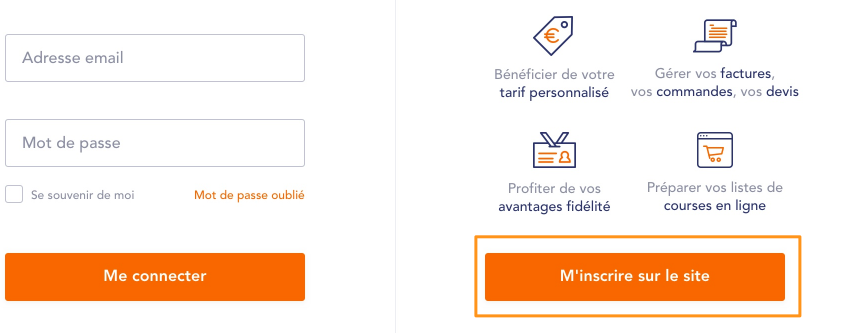 Adresse email
Mot de passe
Se souvenir de moi
Mot de passe oublié
Me connecter
€
Bénéficier de votre
tarif personnalisé
Gérer vos factures,
vos commandes, vos devis
Profiter de vos
avantages fidélité
Préparer vos listes de
courses en ligne
M'inscrire sur le site